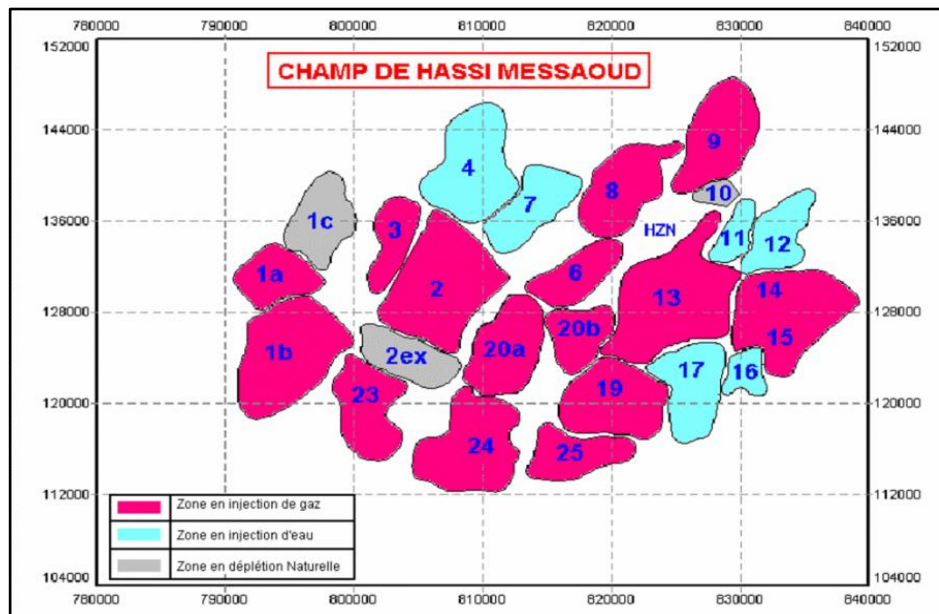 780000 790000 800000 810000 820000 830000 840000
152000 152000
CHAMP DE HASSI MESSAOUD
144000 144000
9
4
8
10
7
1c
136000 136000
3
HZN
11
12
1a
6
2
13
14
128000 128000
20b
15
1b
2ex
20a
17
16
23
19
120000 120000
24
25
112000 112000
Zone en injection de gaz
Zone en injection d'eau
Zone en déplétion Naturelle
104000 104000
780000 790000 800000 810000 820000 830000 840000